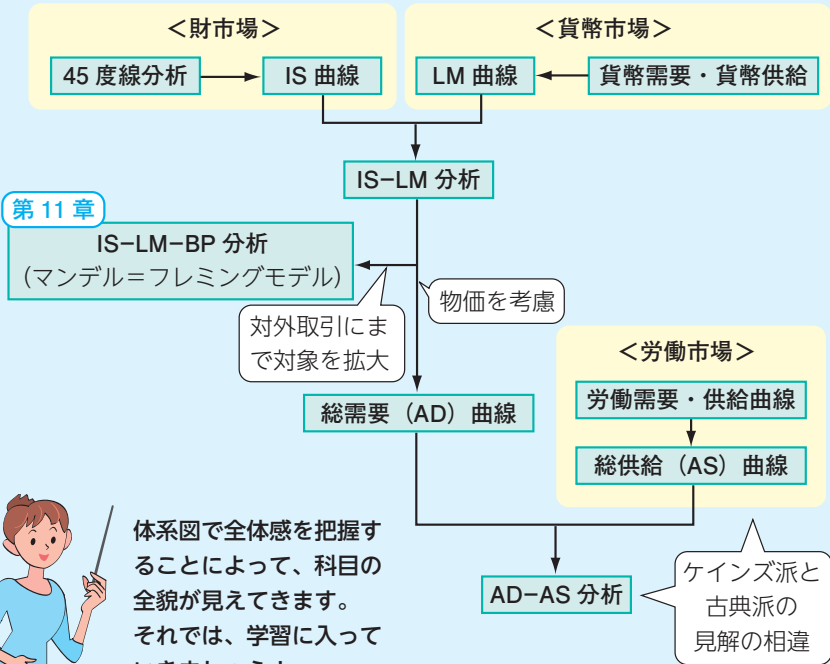 <財市場>
<貨幣市場>
45 度線分析
IS 曲線
LM 曲線
貨幣需要・貨幣供給
IS−LM 分析
第 11 章
IS−LM−BP 分析
(マンデル=フレミングモデル)
対外取引にま
で対象を拡大
物価を考慮
<労働市場>
労働需要・供給曲線
総供給(AS)曲線
総需要(AD)曲線
AD−AS 分析
ケインズ派と
古典派の
見解の相違
体系図で全体感を把握す
ることによって、科目の
全貌が見えてきます。
それでは、学習に入って